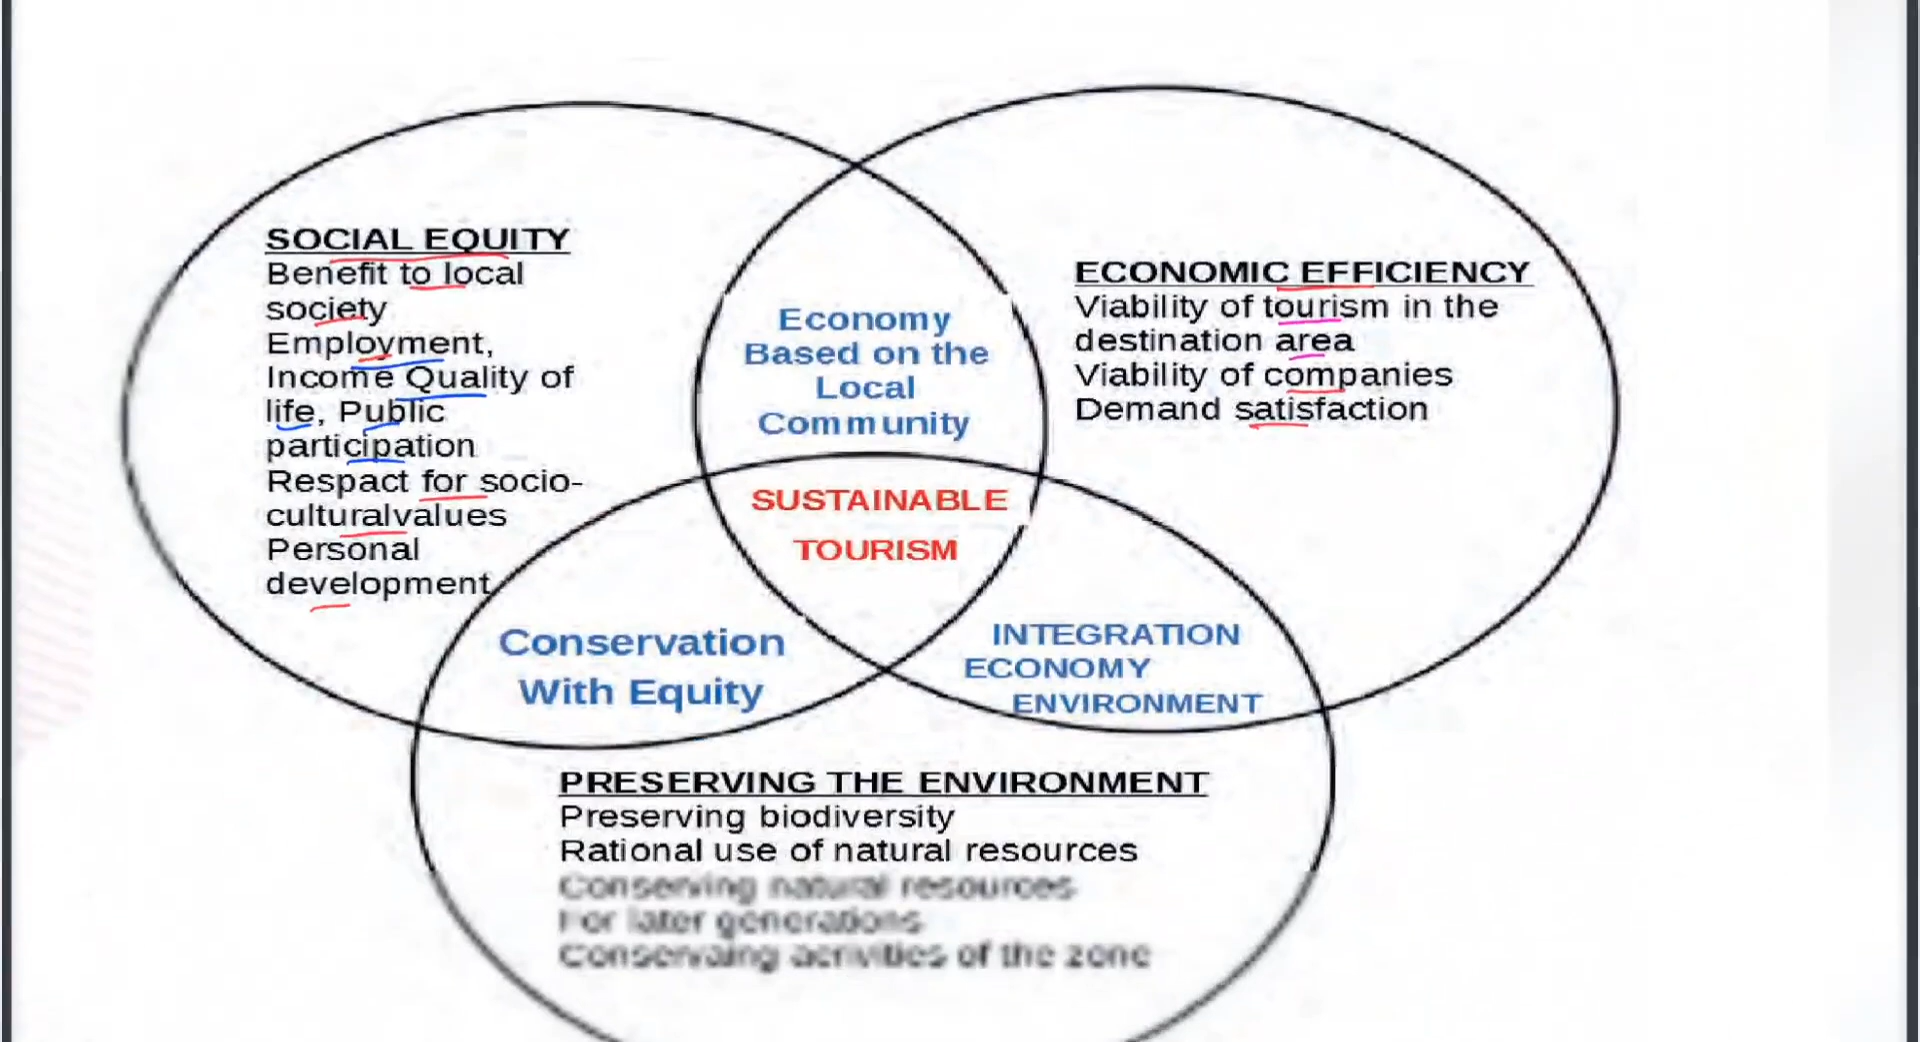 SOCIAL EQUITY
Benefit to local
society
Employment,
Income Quality of
life, Public
participation
Respact for socio-
culturalvalues
Personal
development
Economy
Based on the
Local
Community
ECONOMIC EFFICIENCY
Viability of tourism in the
destination area
Viability of companies
Demand satisfaction
SUSTAINABLE
TOURISM
Conservation
With Equity
INTEGRATION
ECONOMY
ENVIRONMENT
PRESERVING THE ENVIRONMENT
Preserving biodiversity
Rational use of natural resources
Conserving natural resources
For later generations
of the zone